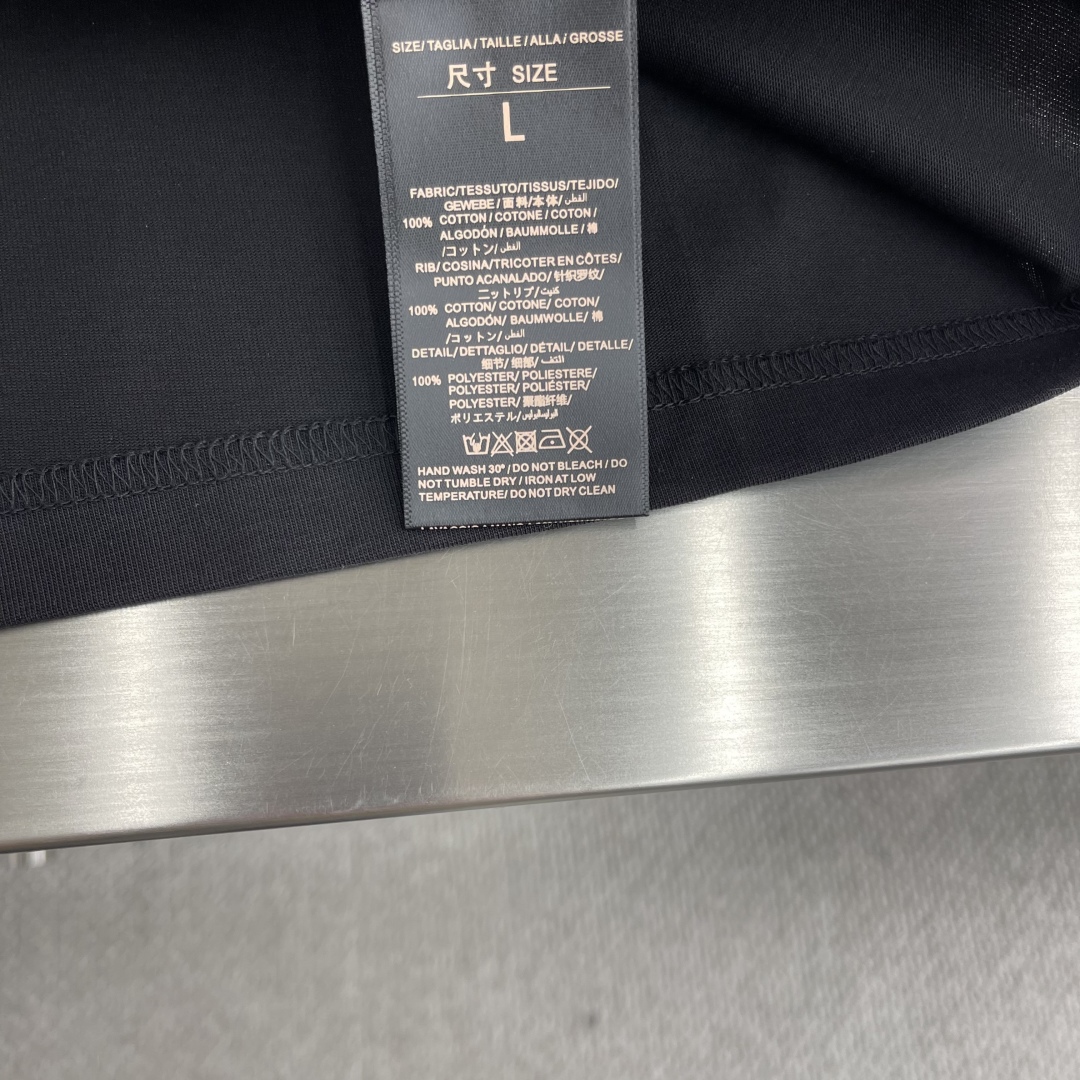 SIZE/ TAGLIA / TAILLE / ALLA / GROSSE
尺寸 SIZE
L
FABRIC/TESSUTO/TISSUS/TEJIDO/
GEWEBE / 面料/本体/ القطن
100% COTTON / COTONE / COTON /
ALGODÓN / BAUMMOLLE / 棉
/コットン/ القطن
RIB/ COSINA/TRICOTER EN CÔTES/
PUNTO ACANALADO/ 针织罗纹/
ニットリブ/
100% COTTON/ COTONE/ COTON/
ALGODÓN/ BAUMWOLLE/ 棉
/コットン/ القطن
DETAIL/ DETTAGLIO/ DÉTAIL/ DETALLE/
细节/ 细部/
100% POLYESTER/ POLIESTERE/
POLYESTER/ POLIÉSTER/
POLYESTER/ 聚酯纤维/
ポリエステル/
HAND WASH 30° / DO NOT BLEACH / DO
NOT TUMBLE DRY / IRON AT LOW
TEMPERATURE/ DO NOT DRY CLEAN